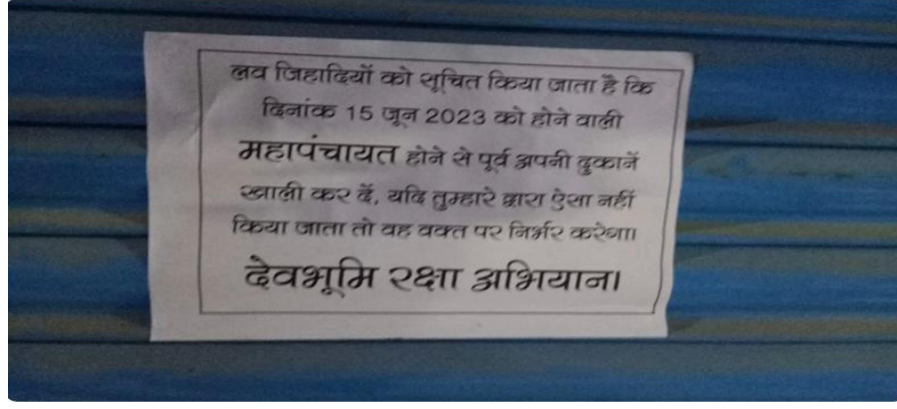 लव जिहादियों को सूचित किया जाता है कि
दिनांक 15 जून 2023 को होने वाली
महापंचायत होने से पूर्व अपनी दुकानें
खाली कर दें, यदि तुम्हारे द्वारा ऐसा नहीं
किया जाता तो वह वक्त पर निर्भर करेगा।
देवभूमि रक्षा अभियान।